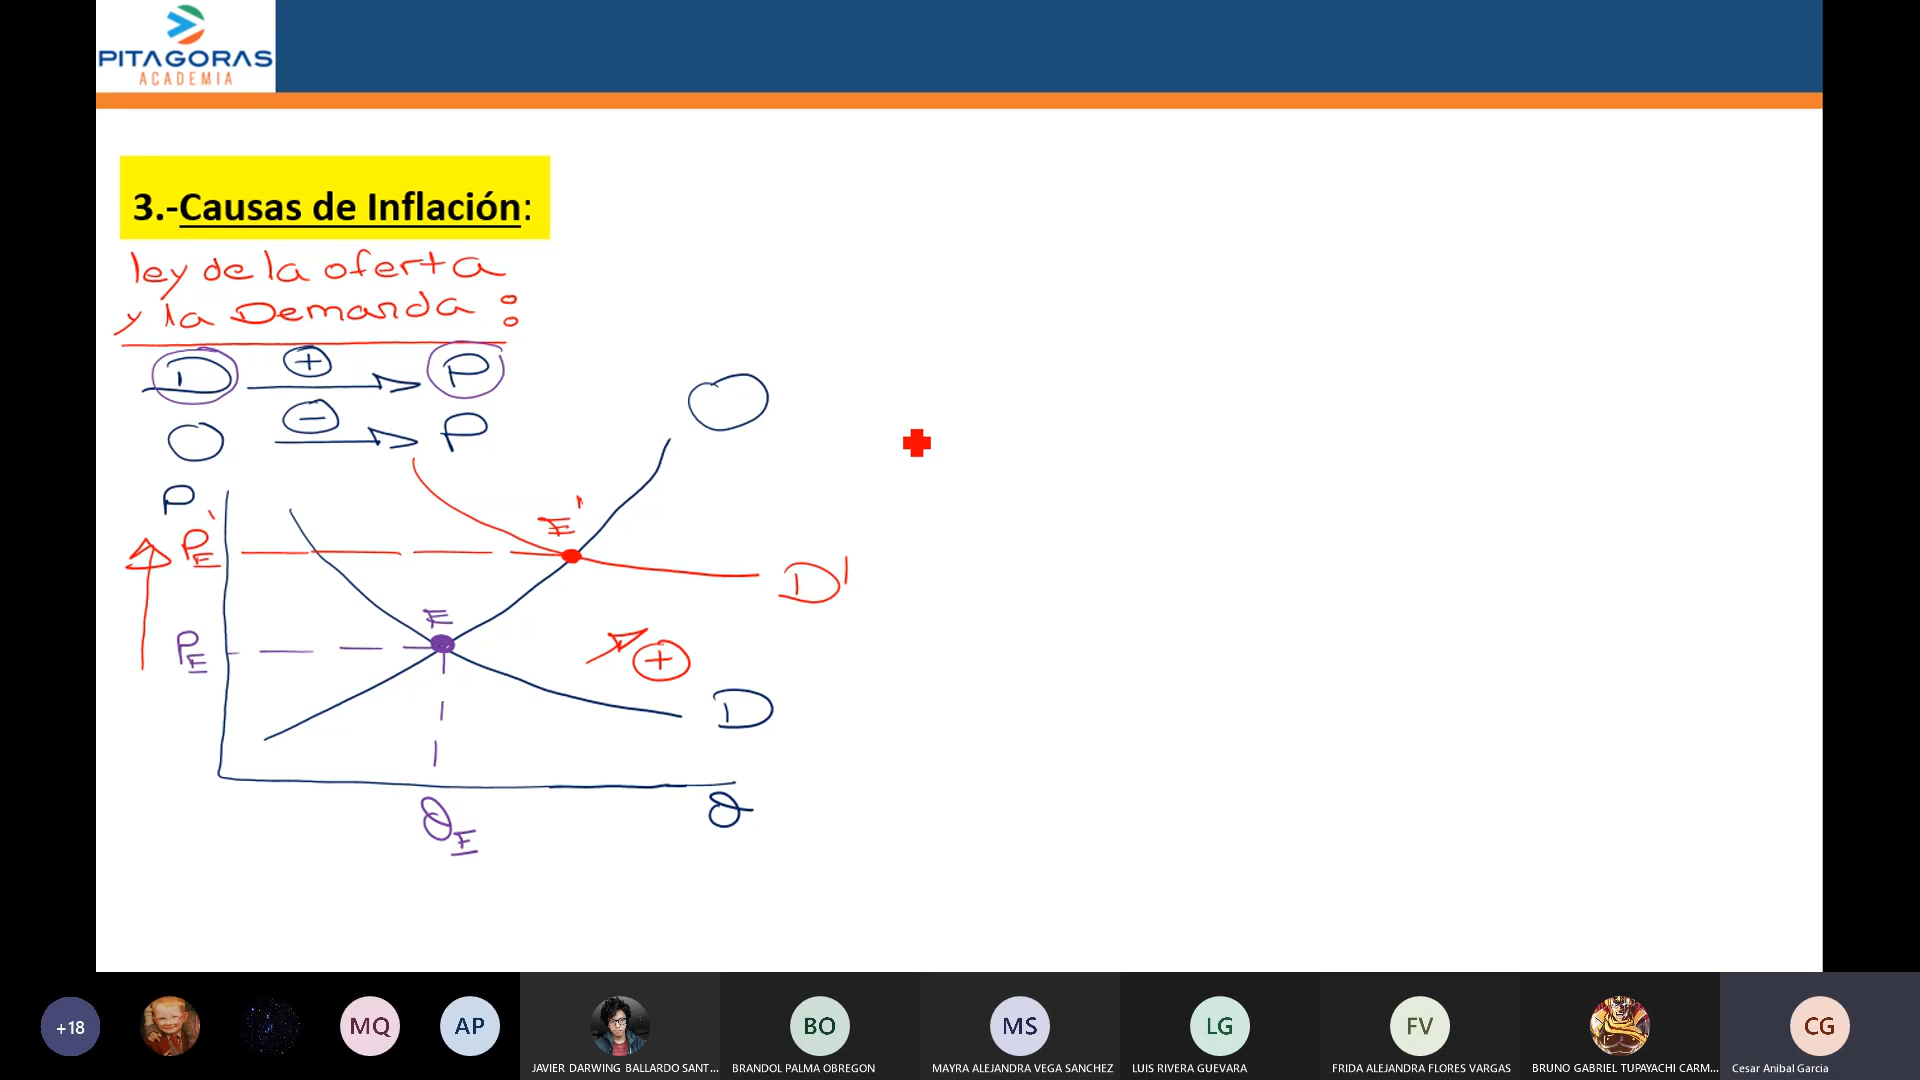 PITAGORAS
ACADEMIA
3.-Causas de Inflación:
ley de la oferta
y la Demanda :
D + P
O - P
P
O
E'
P'E
D'
E
PE
+
D
QE
Q
+18
MQ
AP
BO
MS
LG
FV
CG
JAVIER DARWING BALLARDO SANT...
BRANDOL PALMA OBREGON
MAYRA ALEJANDRA VEGA SANCHEZ
LUIS RIVERA GUEVARA
FRIDA ALEJANDRA FLORES VARGAS
BRUNO GABRIEL TUPAYACHI CARM...
Cesar Anibal Garcia